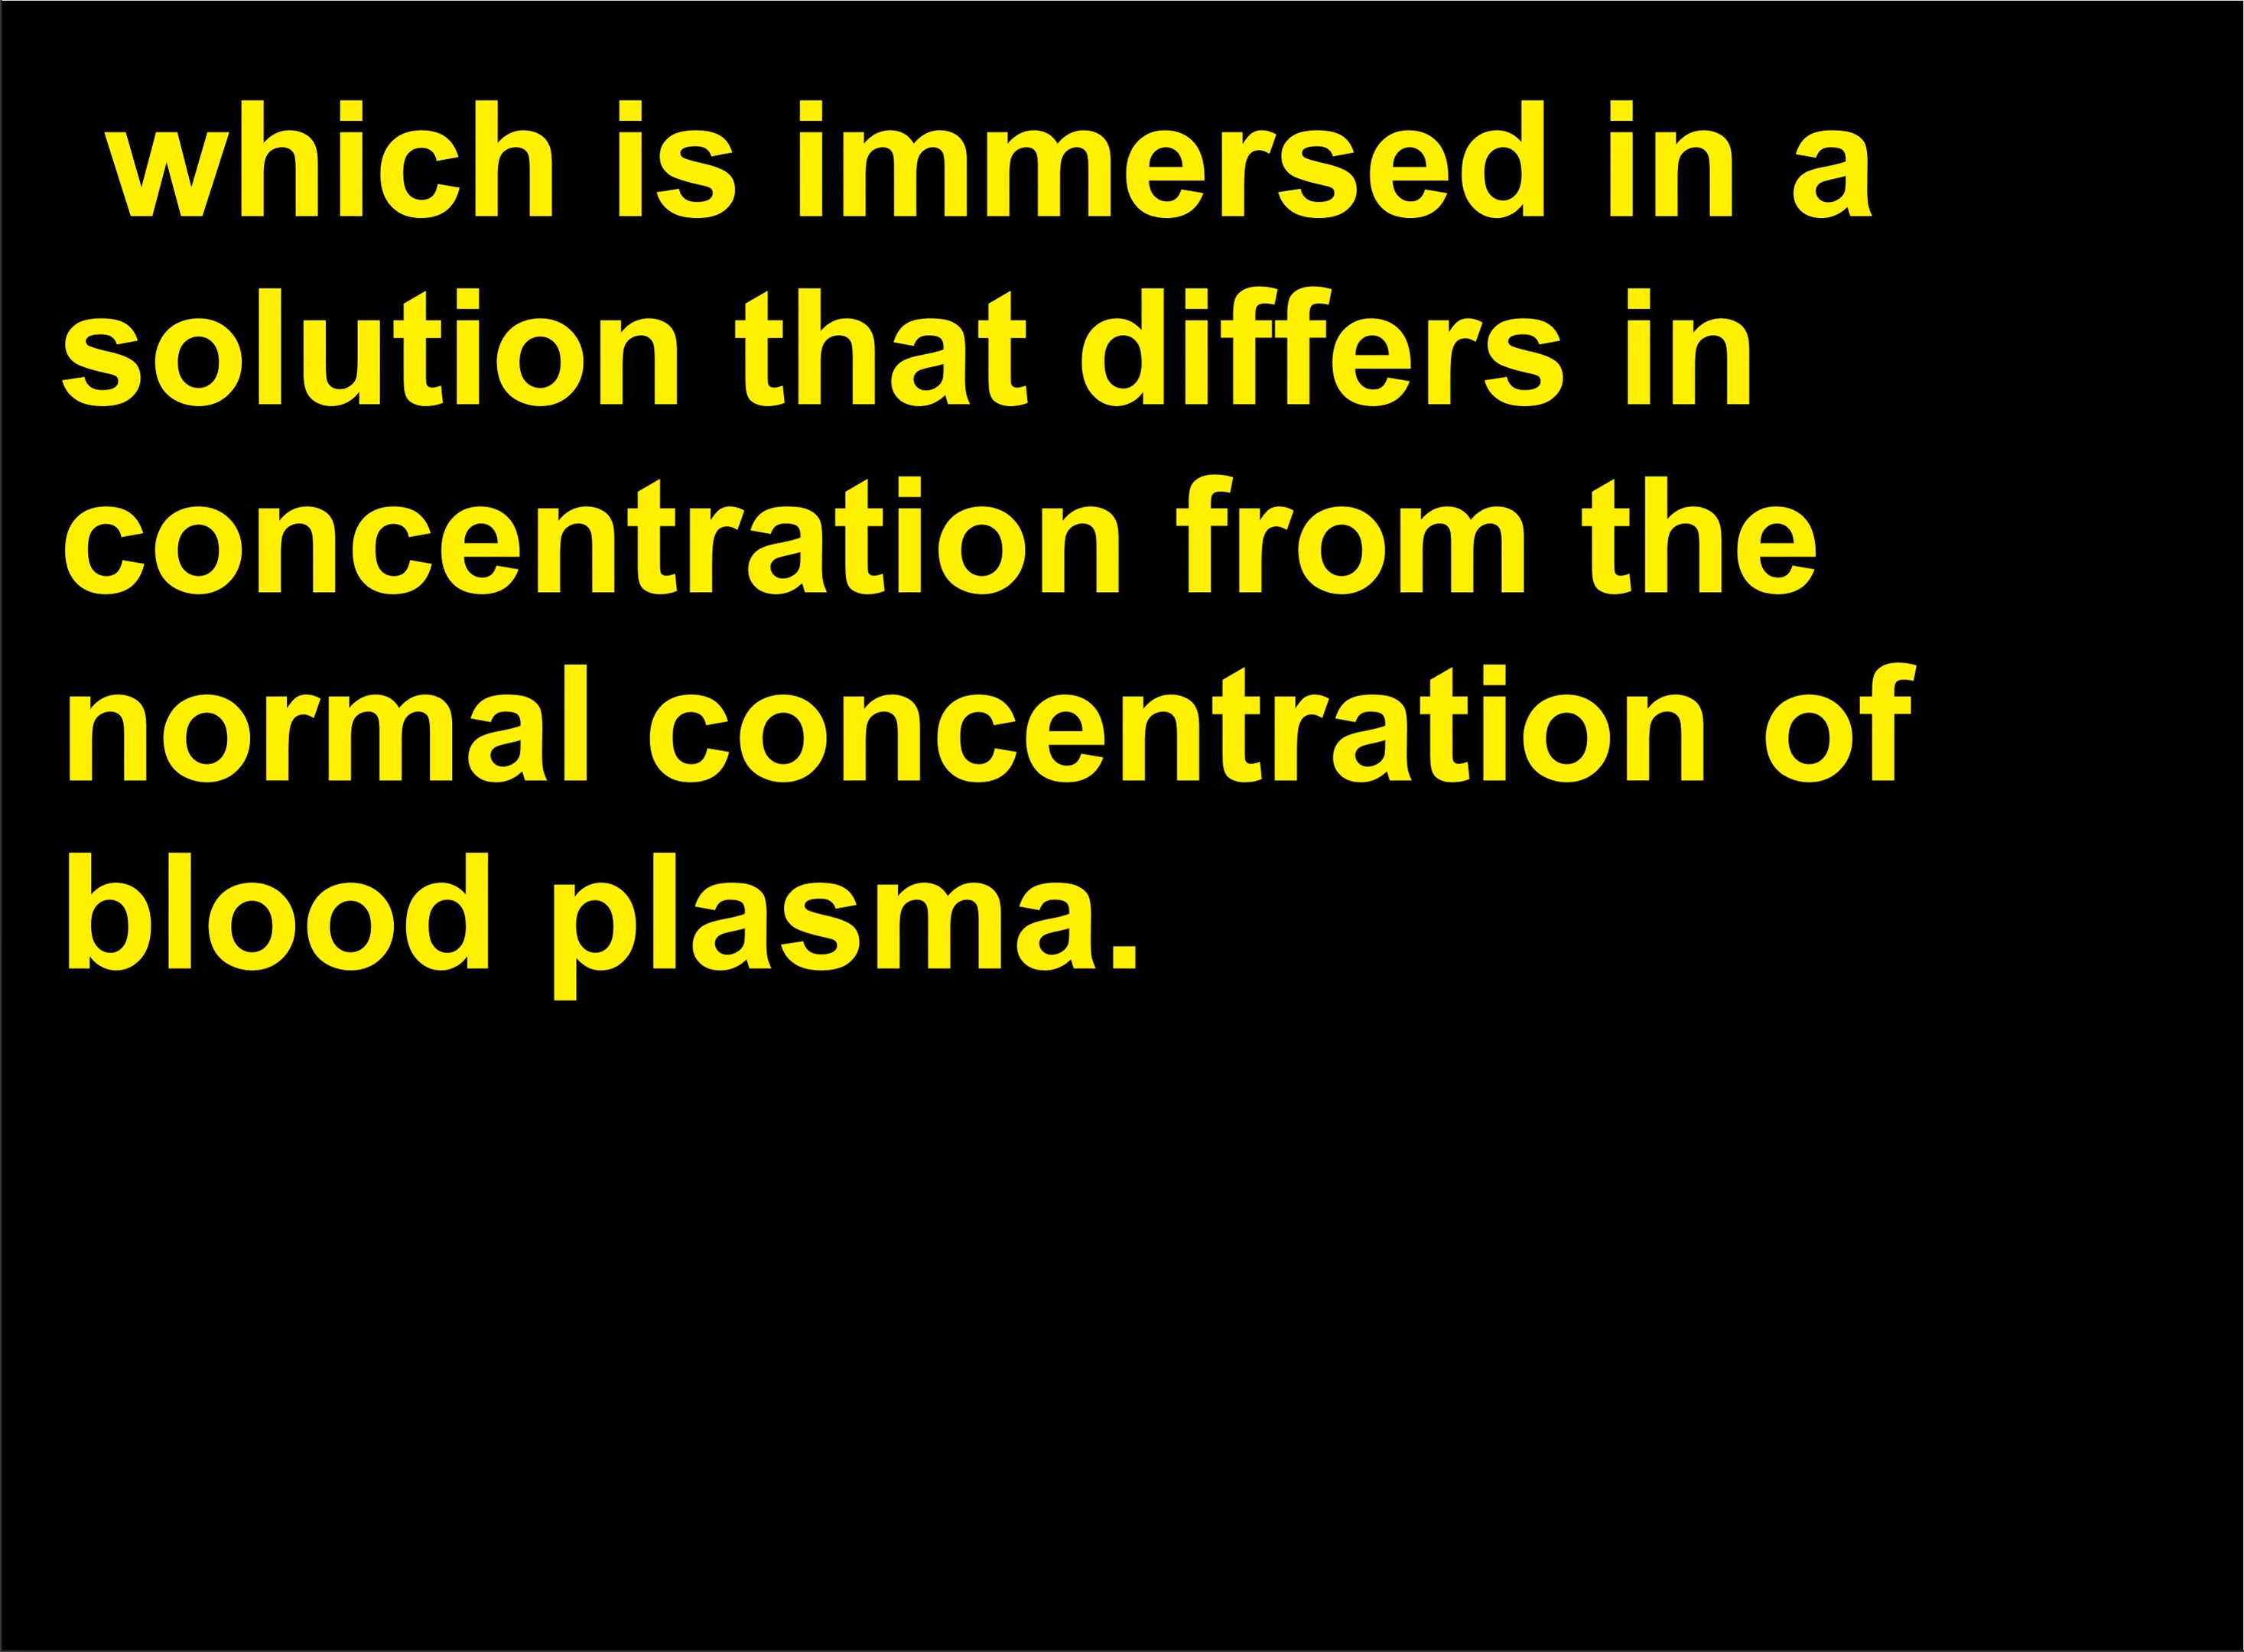 which is immersed in a
solution that differs in
concentration from the
normal concentration of
blood plasma.